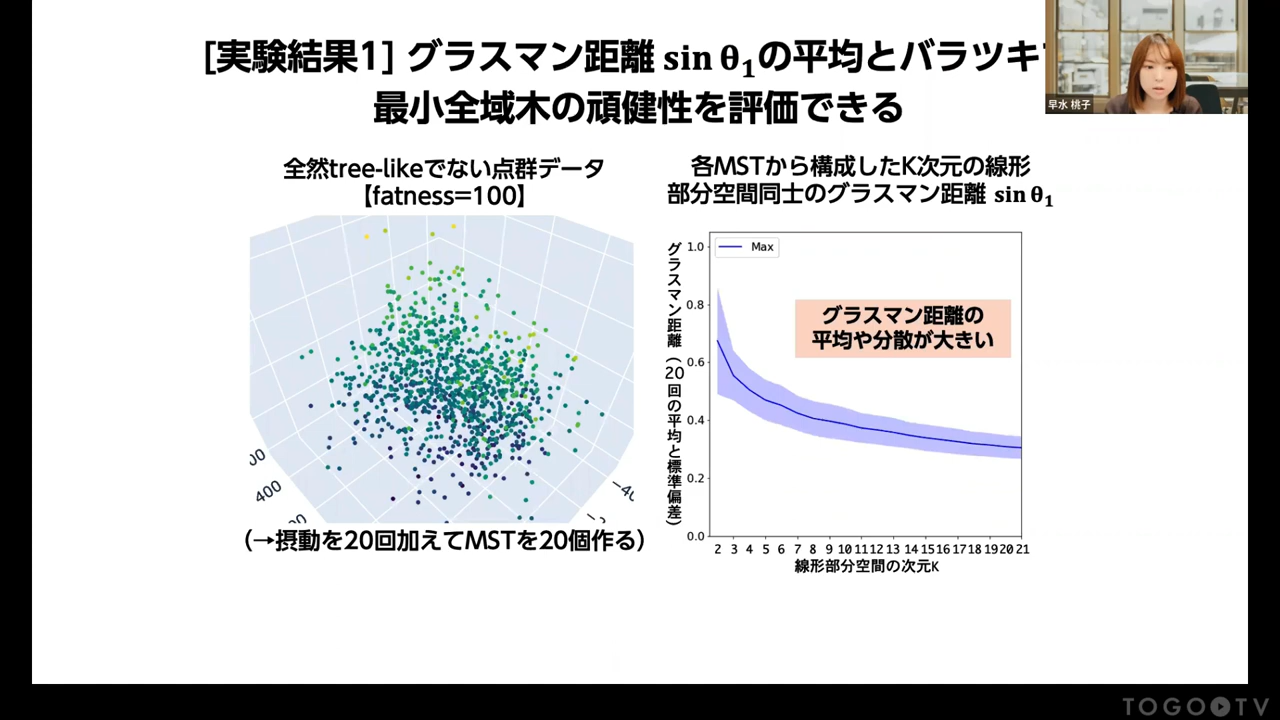 [実験結果1] グラスマン距離 sin θ1の平均とバラツキ
最小全域木の頑健性を評価できる
早水 桃子
全然tree-likeでない点群データ
【fatness=100】
00
400
00
−40
(→摂動を20回加えてMSTを20個作る)
各MSTから構成したK次元の線形
部分空間同士のグラスマン距離 sin θ1
グラスマン距離(20回の平均と標準偏差)
1.0
0.8
0.6
0.4
0.2
0.0
Max
グラスマン距離の
平均や分散が大きい
2 3 4 5 6 7 8 9 10 11 12 13 14 15 16 17 18 19 20 21
線形部分空間の次元K
TOGO TV